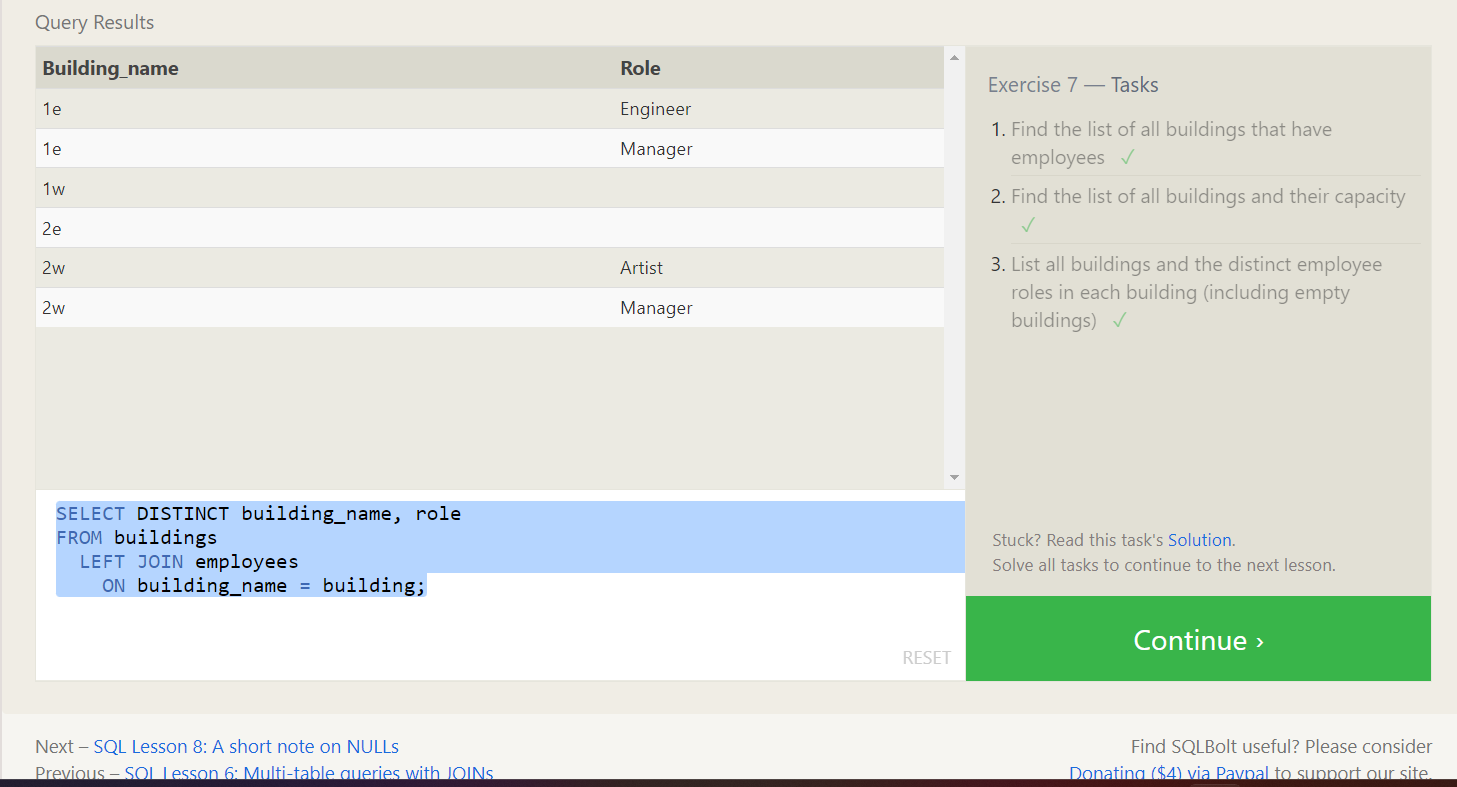 Query Results
Building_name Role
1e Engineer
1e Manager
1w
2e
2w Artist
2w Manager
SELECT DISTINCT building_name, role
FROM buildings
LEFT JOIN employees
ON building_name = building;
RESET
Exercise 7 — Tasks
1. Find the list of all buildings that have
employees ✓
2. Find the list of all buildings and their capacity
✓
3. List all buildings and the distinct employee
roles in each building (including empty
buildings) ✓
Stuck? Read this task's Solution.
Solve all tasks to continue to the next lesson.
Continue ›
Next – SQL Lesson 8: A short note on NULLs
Previous – SQL Lesson 6: Multi-table queries with JOINs
Find SQLBolt useful? Please consider
Donating ($4) via Paypal to support our site.